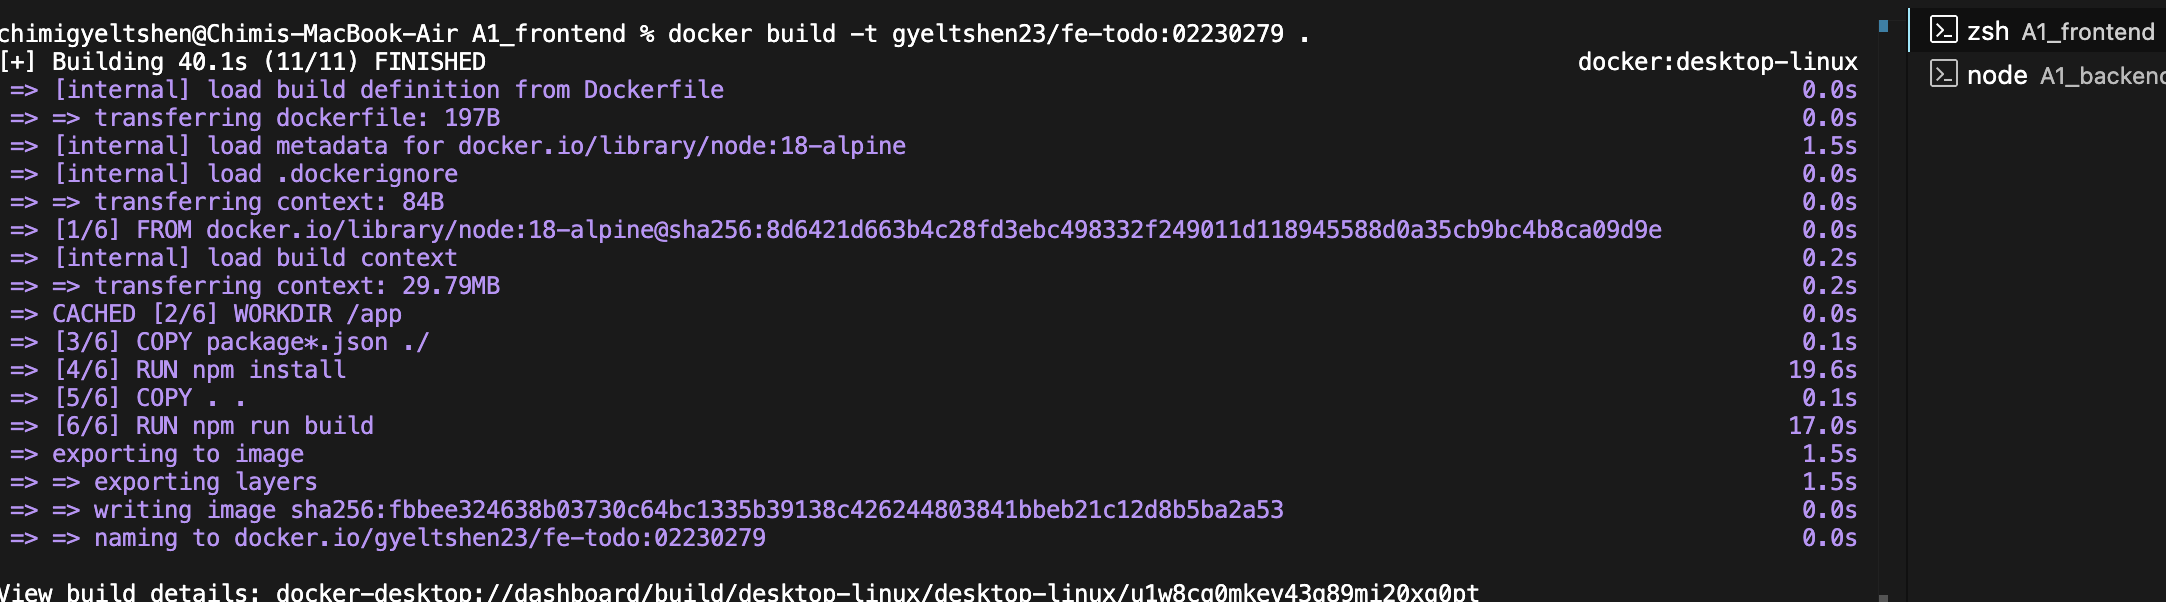 chimigyeltshen@Chimis-MacBook-Air A1_frontend % docker build -t gyeltshen23/fe-todo:02230279 .
[+] Building 40.1s (11/11) FINISHED docker:desktop-linux
=> [internal] load build definition from Dockerfile 0.0s
=> => transferring dockerfile: 197B 0.0s
=> [internal] load metadata for docker.io/library/node:18-alpine 1.5s
=> [internal] load .dockerignore 0.0s
=> => transferring context: 84B 0.0s
=> [1/6] FROM docker.io/library/node:18-alpine@sha256:8d6421d663b4c28fd3ebc498332f249011d118945588d0a35cb9bc4b8ca09d9e 0.0s
=> [internal] load build context 0.2s
=> => transferring context: 29.79MB 0.2s
=> CACHED [2/6] WORKDIR /app 0.0s
=> [3/6] COPY package*.json ./ 0.1s
=> [4/6] RUN npm install 19.6s
=> [5/6] COPY . . 0.1s
=> [6/6] RUN npm run build 17.0s
=> exporting to image 1.5s
=> => exporting layers 1.5s
=> => writing image sha256:fbbee324638b03730c64bc1335b39138c426244803841bbeb21c12d8b5ba2a53 0.0s
=> => naming to docker.io/gyeltshen23/fe-todo:02230279 0.0s
View build details: docker-desktop://dashboard/build/desktop-linux/desktop-linux/
zsh A1_frontend
node A1_backend